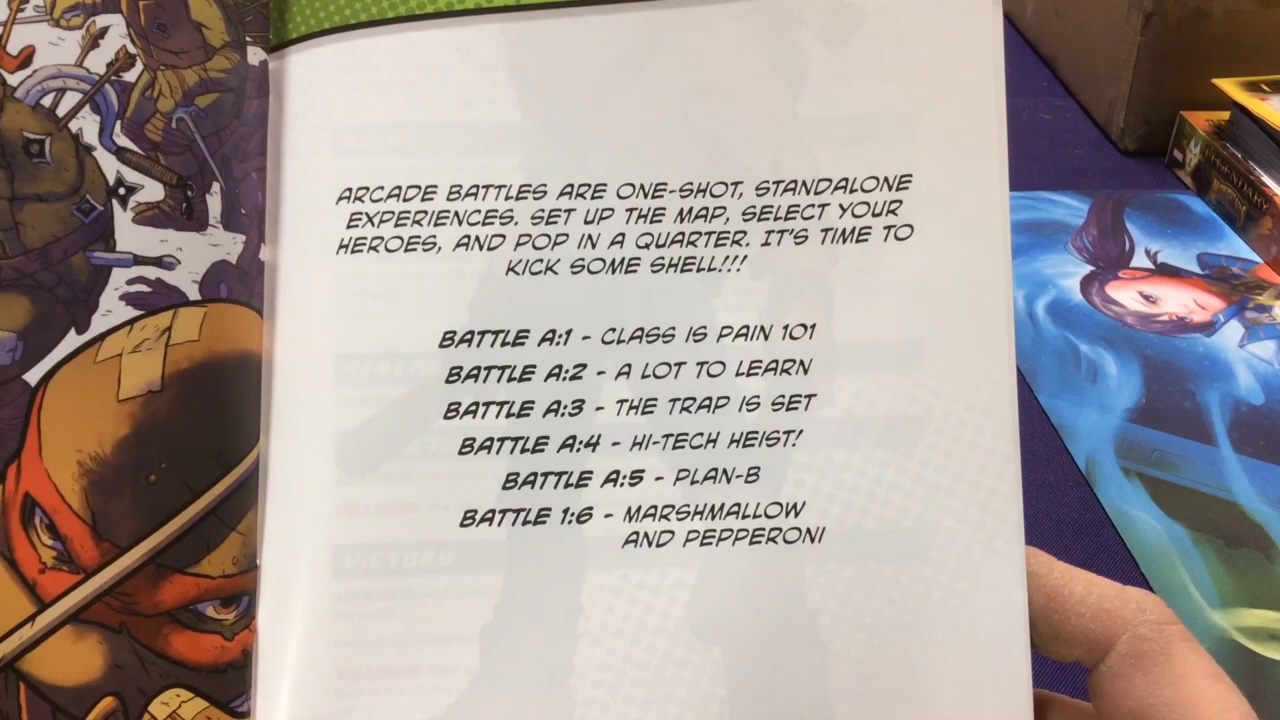 ARCADE BATTLES ARE ONE-SHOT, STANDALONE
EXPERIENCES. SET UP THE MAP, SELECT YOUR
HEROES, AND POP IN A QUARTER. IT'S TIME TO
KICK SOME SHELL!!!
BATTLE A:1 - CLASS IS PAIN 101
BATTLE A:2 - A LOT TO LEARN
BATTLE A:3 - THE TRAP IS SET
BATTLE A:4 - HI-TECH HEIST!
BATTLE A:5 - PLAN-B
BATTLE 1:6 - MARSHMALLOW
AND PEPPERONI
VICTORY
LEGENDARY